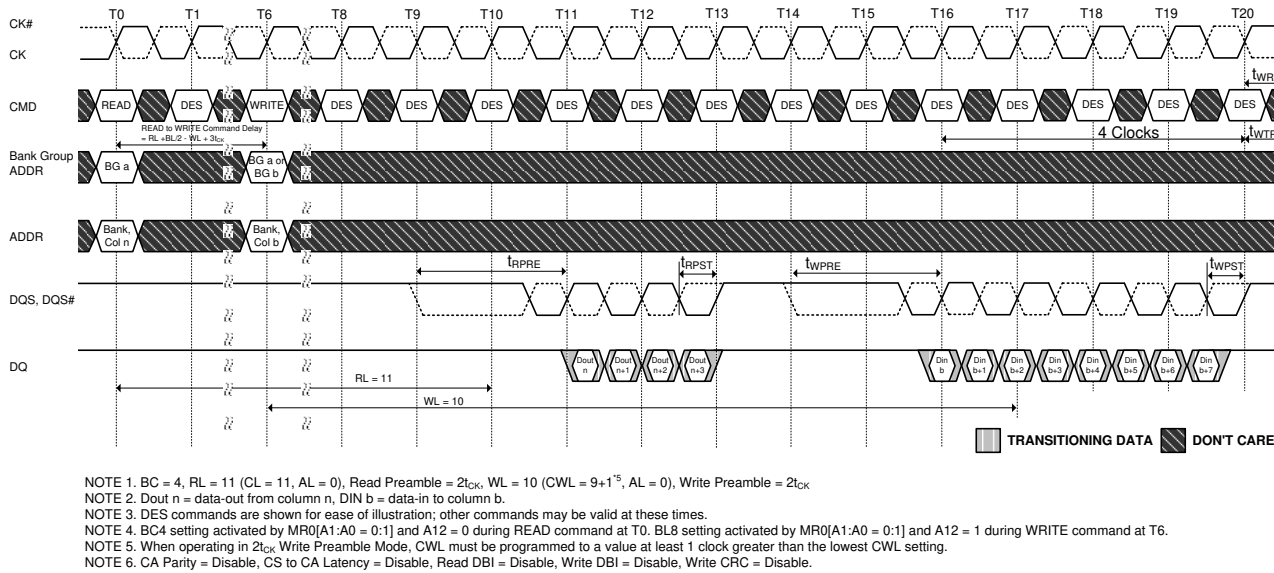 T0 T1 T6 T8 T9 T10 T11 T12 T13 T14 T15 T16 T17 T18 T19 T20
CK#
CK
tWR
CMD READ DES WRITE DES DES DES DES DES DES DES DES DES DES DES DES DES
READ to WRITE Command Delay
= RL +BL/2 - WL + 3tCK
4 Clocks tWTR
Bank Group
ADDR
BG a
BG a or
BG b
ADDR
Bank,
Col n
Bank,
Col b
tRPRE tRPST tWPRE tWPST
DQS, DQS#
DQ
Dout
n
Dout
n+1
Dout
n+2
Dout
n+3
Din
b
Din
b+1
Din
b+2
Din
b+3
Din
b+4
Din
b+5
Din
b+6
Din
b+7
RL = 11
WL = 10
TRANSITIONING DATA DON'T CARE
NOTE 1. BC = 4, RL = 11 (CL = 11, AL = 0), Read Preamble = 2tCK, WL = 10 (CWL = 9+1*5, AL = 0), Write Preamble = 2tCK
NOTE 2. Dout n = data-out from column n, DIN b = data-in to column b.
NOTE 3. DES commands are shown for ease of illustration; other commands may be valid at these times.
NOTE 4. BC4 setting activated by MR0[A1:A0 = 0:1] and A12 = 0 during READ command at T0. BL8 setting activated by MR0[A1:A0 = 0:1] and A12 = 1 during WRITE command at T6.
NOTE 5. When operating in 2tCK Write Preamble Mode, CWL must be programmed to a value at least 1 clock greater than the lowest CWL setting.
NOTE 6. CA Parity = Disable, CS to CA Latency = Disable, Read DBI = Disable, Write DBI = Disable, Write CRC = Disable.